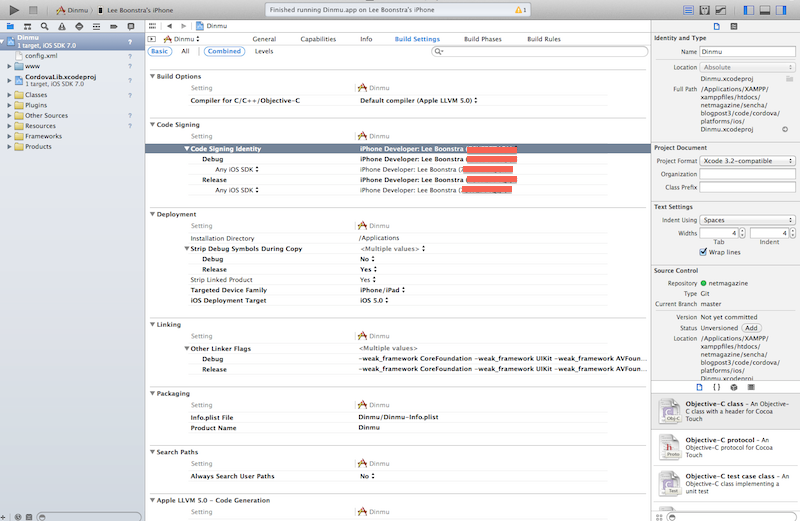 Dinmu
Lee Boonstra's iPhone
Finished running Dinmu.app on Lee Boonstra's iPhone
1
Dinmu
1 target, iOS SDK 7.0
?
config.xml
www
?
CordovaLib.xcodeproj
1 target, iOS SDK 7.0
Classes
?
Plugins
Other Sources
?
Resources
?
Frameworks
Products
Dinmu
Dinmu
General
Capabilities
Info
Build Settings
Build Phases
Build Rules
Basic
All
Combined
Levels
Build Options
Setting
Dinmu
Compiler for C/C++/Objective-C
Default compiler (Apple LLVM 5.0)
Code Signing
Setting
Dinmu
Code Signing Identity
iPhone Developer: Lee Boonstra
Debug
iPhone Developer: Lee Boonstra (
Any iOS SDK
iPhone Developer: Lee Boonstra (
Release
iPhone Developer: Lee Boonstra (
Any iOS SDK
iPhone Developer: Lee Boonstra (
Deployment
Setting
Dinmu
Installation Directory
/Applications
Strip Debug Symbols During Copy
<Multiple values>
Debug
No
Release
Yes
Strip Linked Product
Yes
Targeted Device Family
iPhone/iPad
iOS Deployment Target
iOS 5.0
Linking
Setting
Dinmu
Other Linker Flags
<Multiple values>
Debug
-weak_framework CoreFoundation -weak_framework UIKit -weak_framework AVFoun...
Release
-weak_framework CoreFoundation -weak_framework UIKit -weak_framework AVFoun...
Packaging
Setting
Dinmu
Info.plist File
Dinmu/Dinmu-Info.plist
Product Name
Dinmu
Search Paths
Setting
Dinmu
Always Search User Paths
No
Apple LLVM 5.0 - Code Generation
Setting
Dinmu
Identity and Type
Name
Dinmu
Location
Absolute
Dinmu.xcodeproj
Full Path
/Applications/XAMPP/
xamppfiles/htdocs/
netmagazine/sencha/
blogpost3/code/cordova/
platforms/ios/
Dinmu.xcodeproj
Project Document
Project Format
Xcode 3.2-compatible
Organization
Class Prefix
Text Settings
Indent Using
Spaces
Widths
4
4
Tab
Indent
Wrap lines
Source Control
Repository
netmagazine
Type
Git
Current Branch
master
Version
Not yet committed
Status
Unversioned
Add
Location
/Applications/XAMPP/
xamppfiles/htdocs/
netmagazine/sencha/
blogpost3/code/cordova/
platforms/ios/
Dinmu.xcodeproj
{ }
Obj-C
Objective-C class - An Objective-
C class with a header for Cocoa
Touch
Proto
Objective-C protocol - An
Objective-C protocol for Cocoa
Touch
Test
Objective-C test case class - An
Objective-C class implementing a
unit test